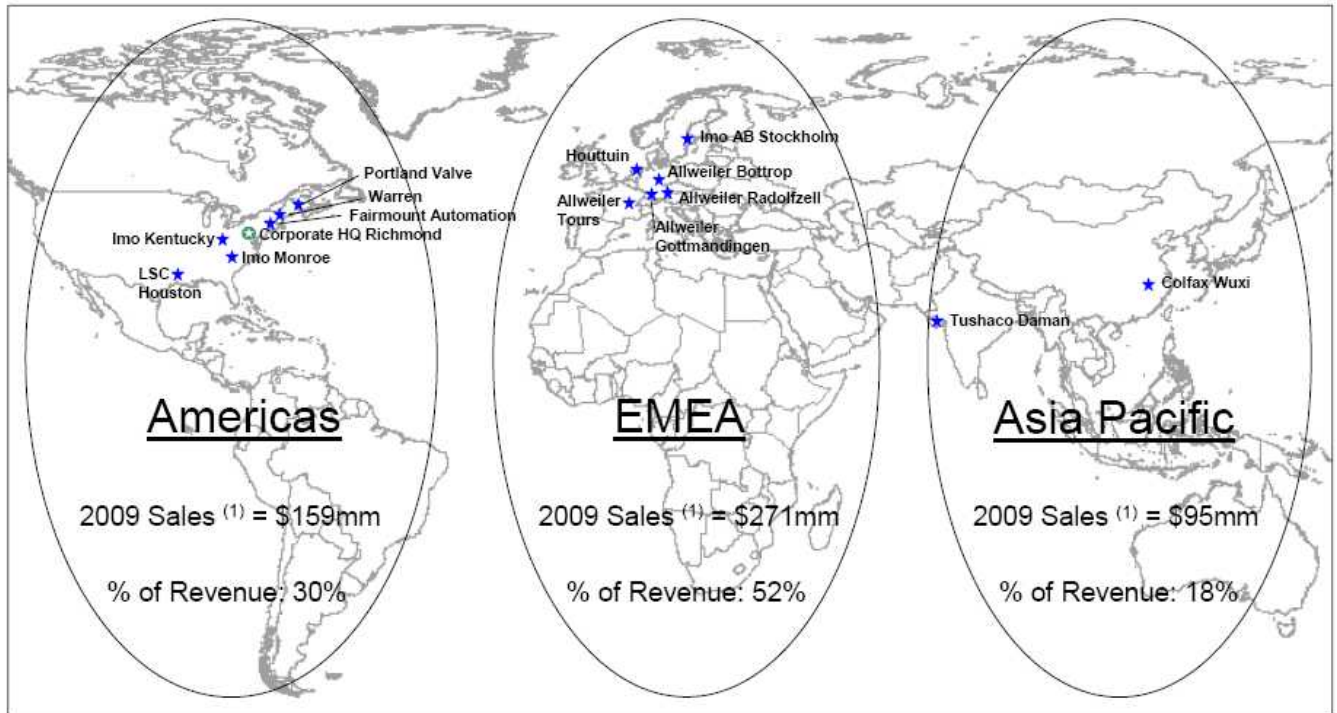 Portland Valve
Warren
Fairmount Automation
Corporate HQ Richmond
Imo Kentucky
Imo Monroe
LSC
Houston
Americas
2009 Sales (1) = $159mm
% of Revenue: 30%
Imo AB Stockholm
Houttuin
Allweiler Bottrop
Allweiler Radolfzell
Allweiler
Tours
Allweiler
Gottmandingen
EMEA
2009 Sales (1) = $271mm
% of Revenue: 52%
Colfax Wuxi
Tushaco Daman
Asia Pacific
2009 Sales (1) = $95mm
% of Revenue: 18%